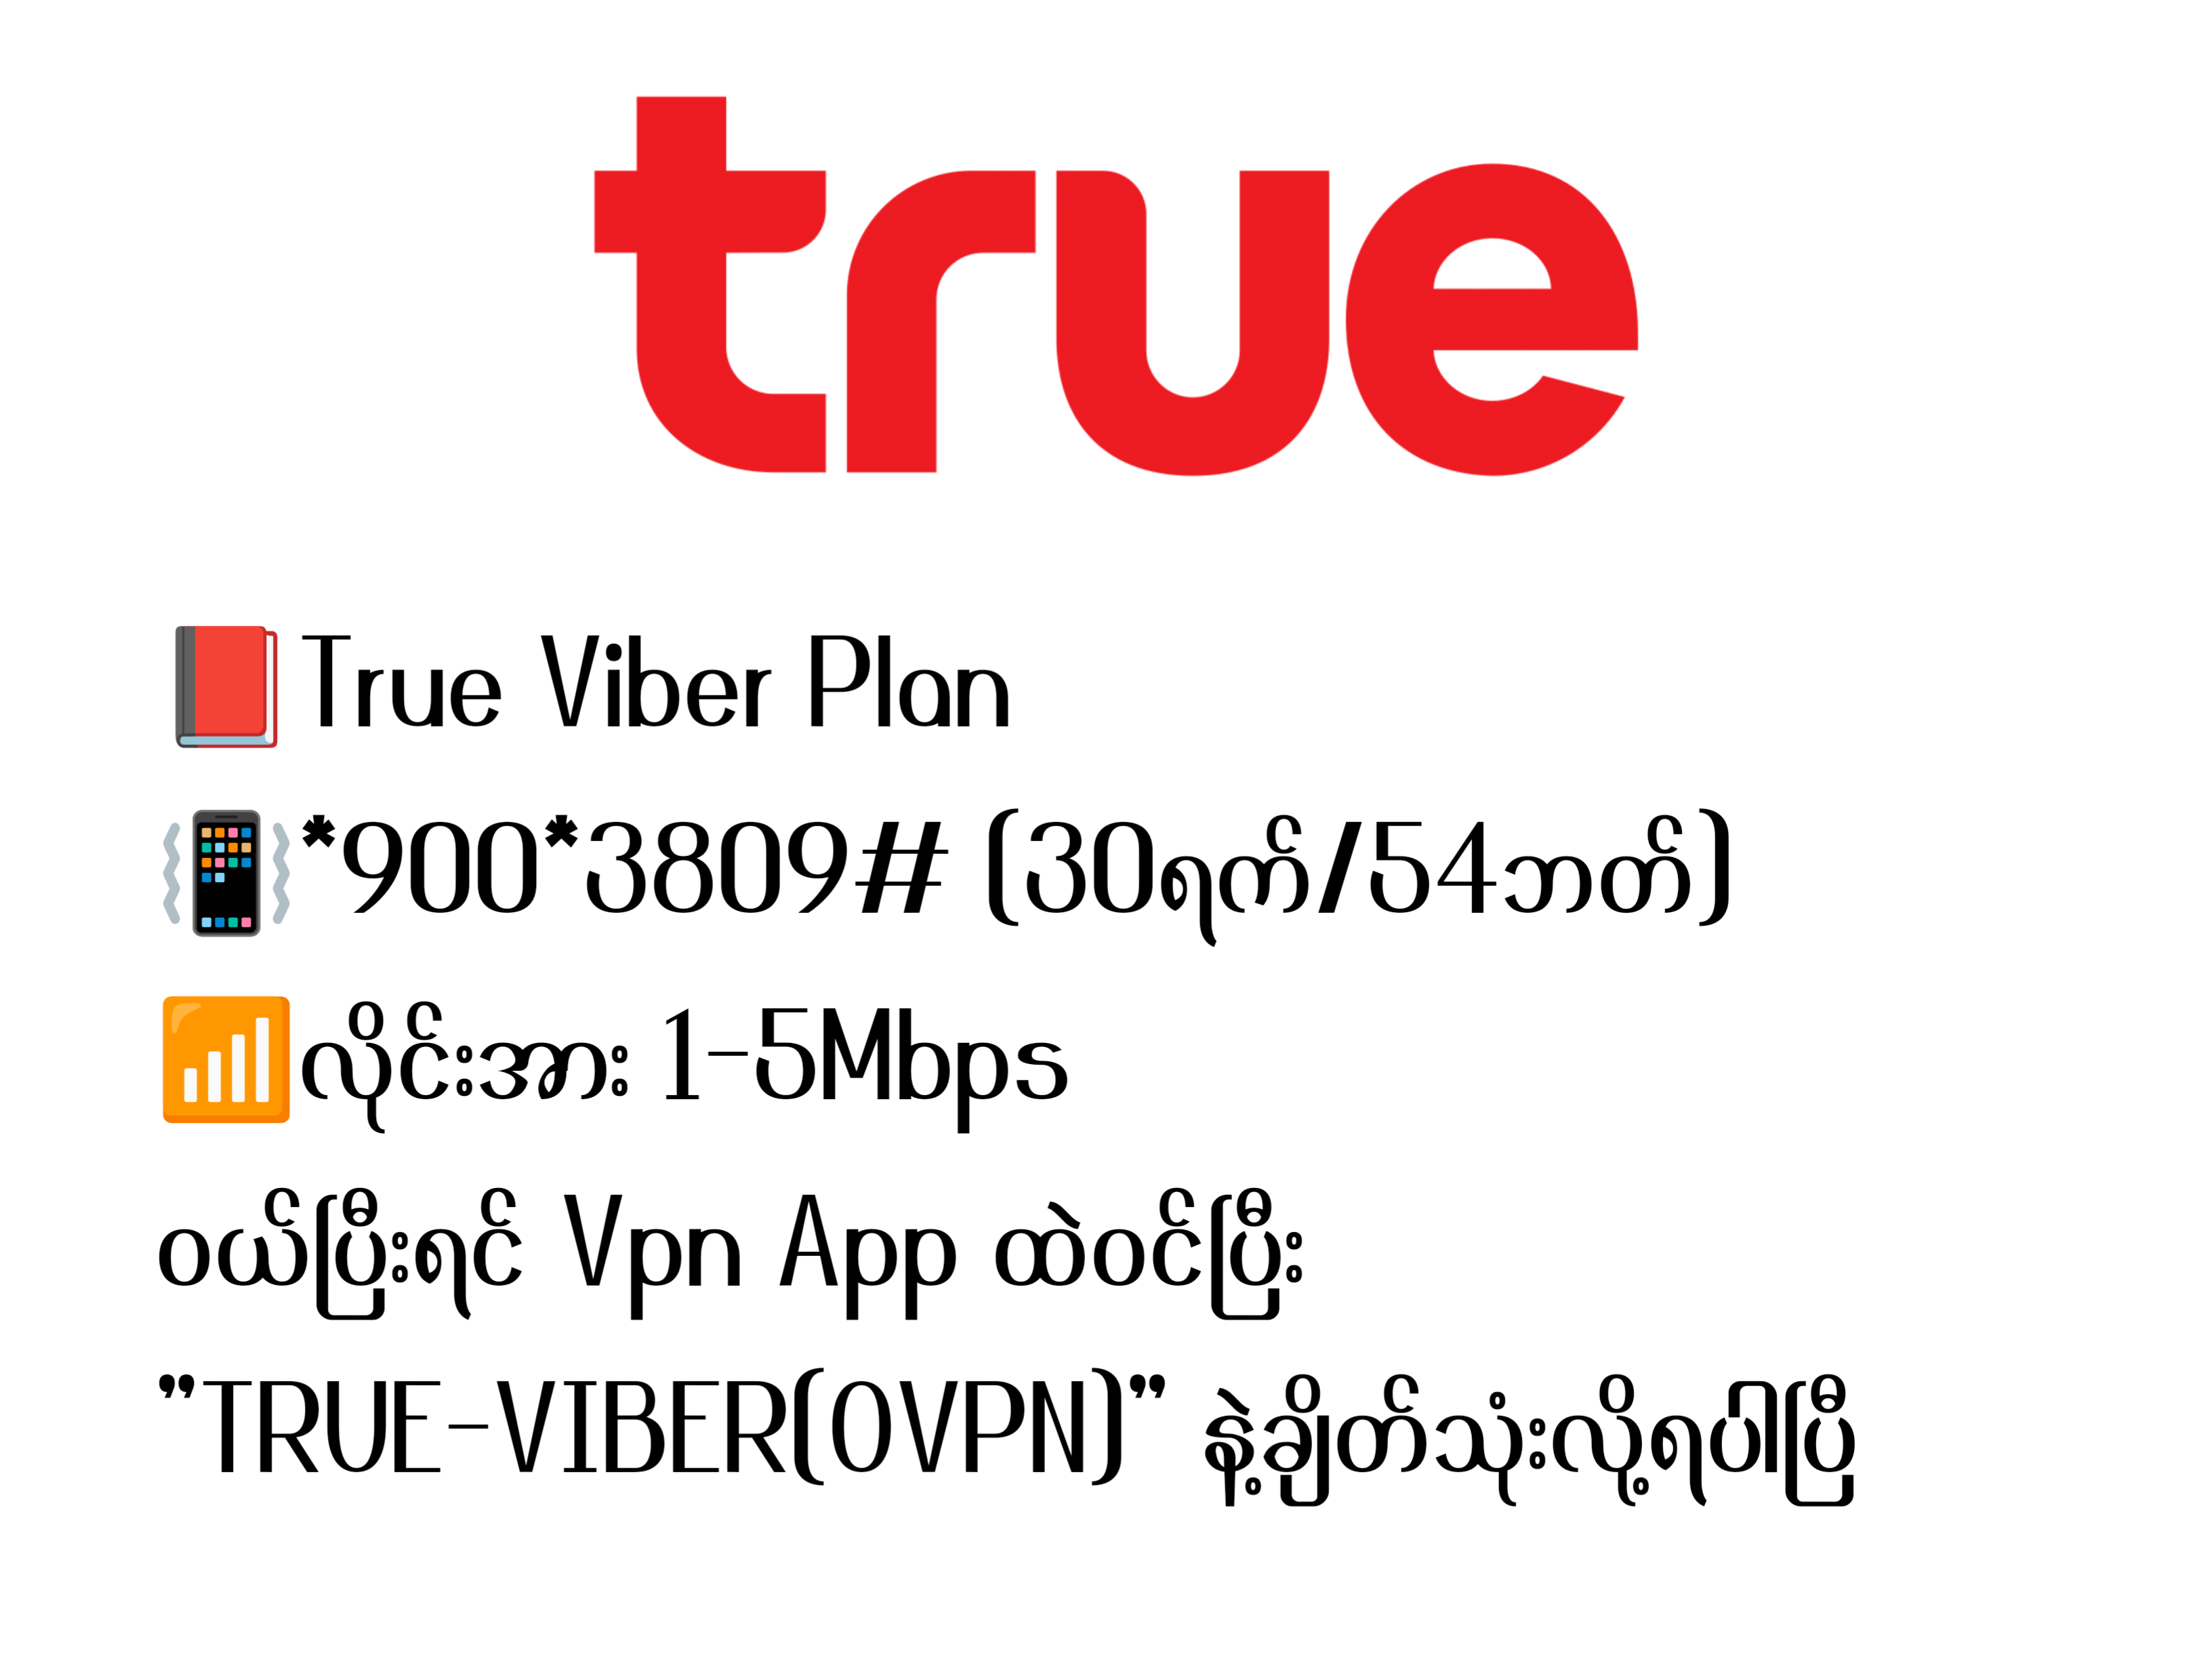 true
📕True Viber Plan
📳*900*3809# (30ရက်/54ဘတ်)
📶လိုင်းအား 1-5Mbps
ဝယ်ပြီးရင် Vpn App ထဲဝင်ပြီး
"TRUE-VIBER(OVPN)" နဲ့ချိတ်သုံးလို့ရပါပြီ